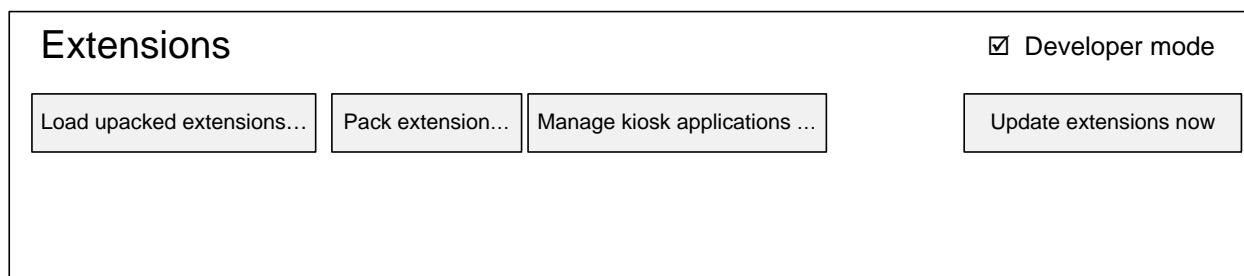 Extensions
☑ Developer mode
Load upacked extensions…
Pack extension…
Manage kiosk applications …
Update extensions now